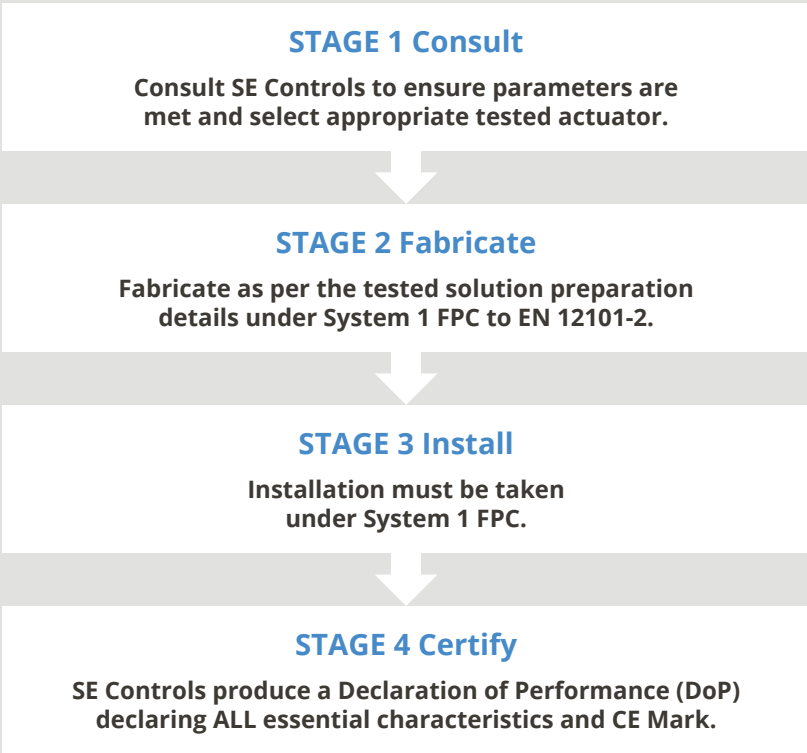 STAGE 1 Consult
Consult SE Controls to ensure parameters are
met and select appropriate tested actuator.
STAGE 2 Fabricate
Fabricate as per the tested solution preparation
details under System 1 FPC to EN 12101-2.
STAGE 3 Install
Installation must be taken
under System 1 FPC.
STAGE 4 Certify
SE Controls produce a Declaration of Performance (DoP)
declaring ALL essential characteristics and CE Mark.